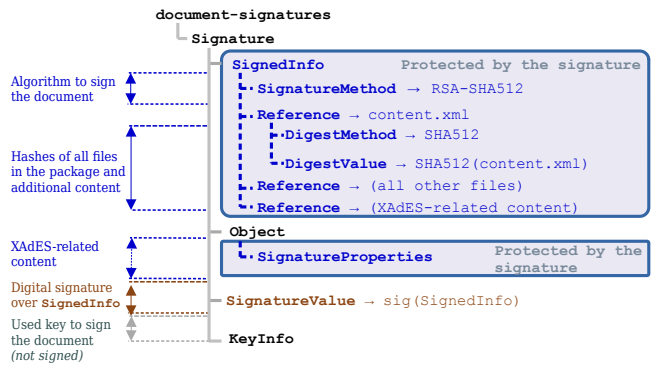 document-signatures
Signature
SignedInfo
Protected by the signature
Algorithm to sign
the document
SignatureMethod → RSA-SHA512
Reference → content.xml
DigestMethod → SHA512
Hashes of all files
in the package and
additional content
DigestValue → SHA512(content.xml)
Reference → (all other files)
Reference → (XAdES-related content)
Object
XAdES-related
content
SignatureProperties
Protected by the
signature
Digital signature
over SignedInfo
SignatureValue → sig(SignedInfo)
Used key to sign
the document
(not signed)
KeyInfo